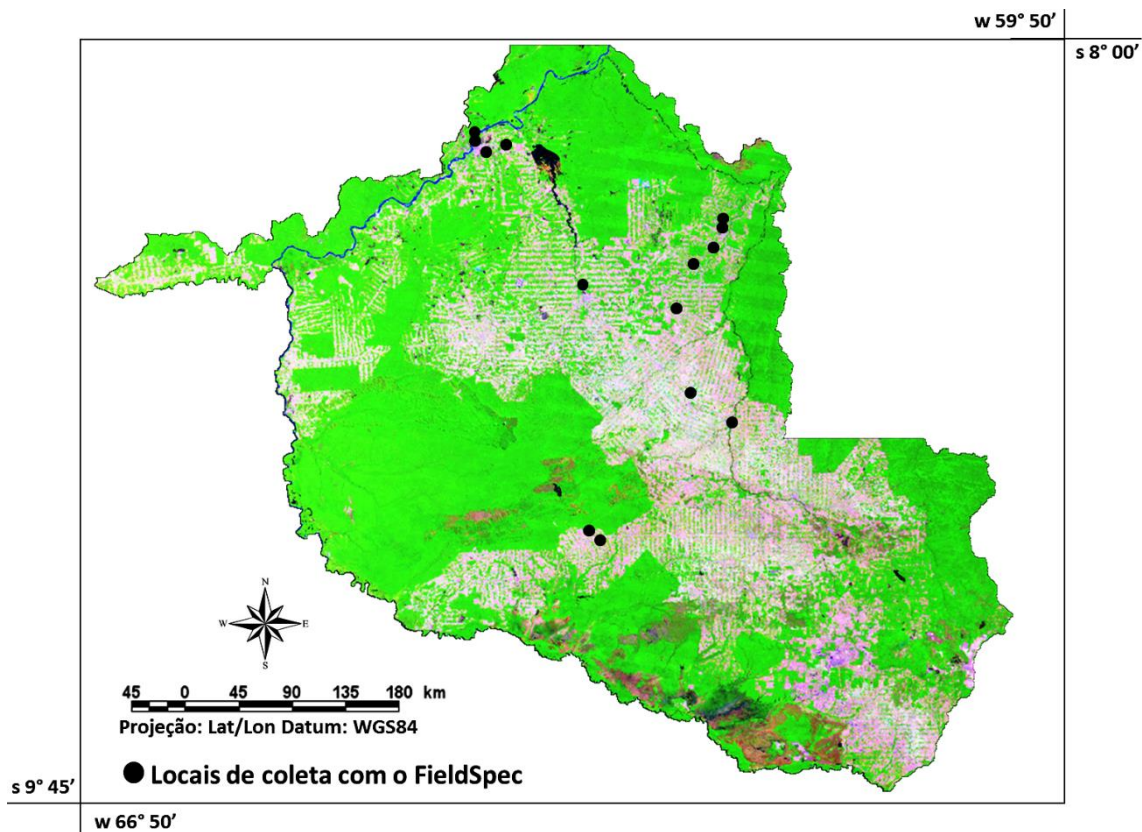 w 59° 50’
s 8° 00’
N
W E
S
45 0 45 90 135 180 km
Projeção: Lat/Lon Datum: WGS84
Locais de coleta com o FieldSpec
s 9° 45’
w 66° 50’